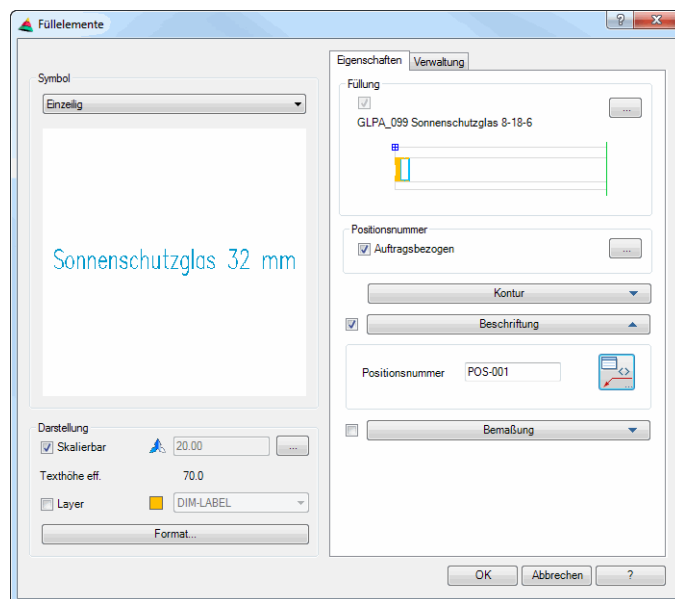 Füllelemente
Symbol
Einzeilig
Sonnenschutzglas 32 mm
Darstellung
Skalierbar
20.00
...
Texthöhe eff.
70.0
Layer
DIM-LABEL
Format...
Eigenschaften
Verwaltung
Füllung
...
GLPA_099 Sonnenschutzglas 8-18-6
Positionsnummer
Auftragsbezogen
...
Kontur
Beschriftung
Positionsnummer
POS-001
<>
...
Bemaßung
OK
Abbrechen
?